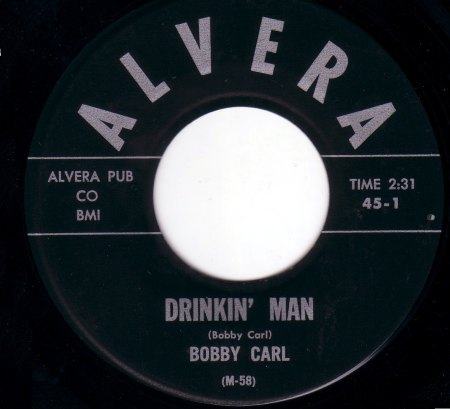 ALVERA
ALVERA PUB
CO
BMI
TIME 2:31
45-1
DRINKIN' MAN
(Bobby Carl)
BOBBY CARL
(M-58)